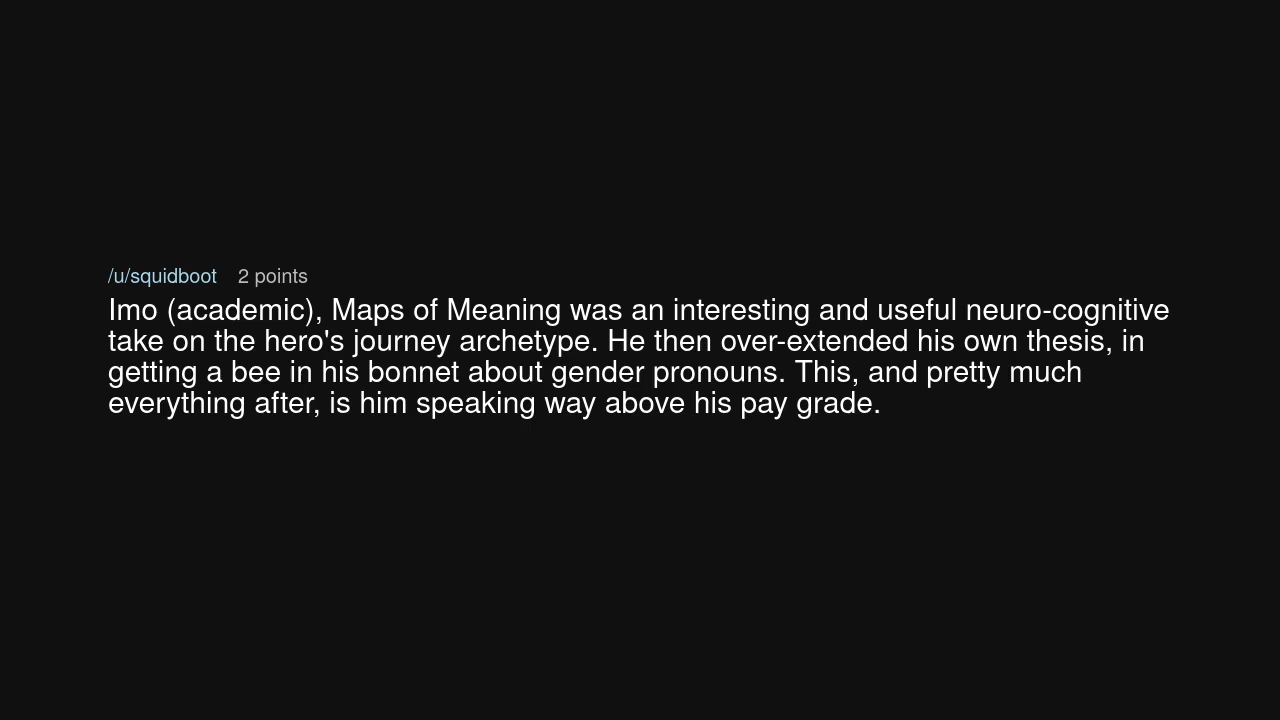 /u/squidboot 2 points
Imo (academic), Maps of Meaning was an interesting and useful neuro-cognitive
take on the hero's journey archetype. He then over-extended his own thesis, in
getting a bee in his bonnet about gender pronouns. This, and pretty much
everything after, is him speaking way above his pay grade.